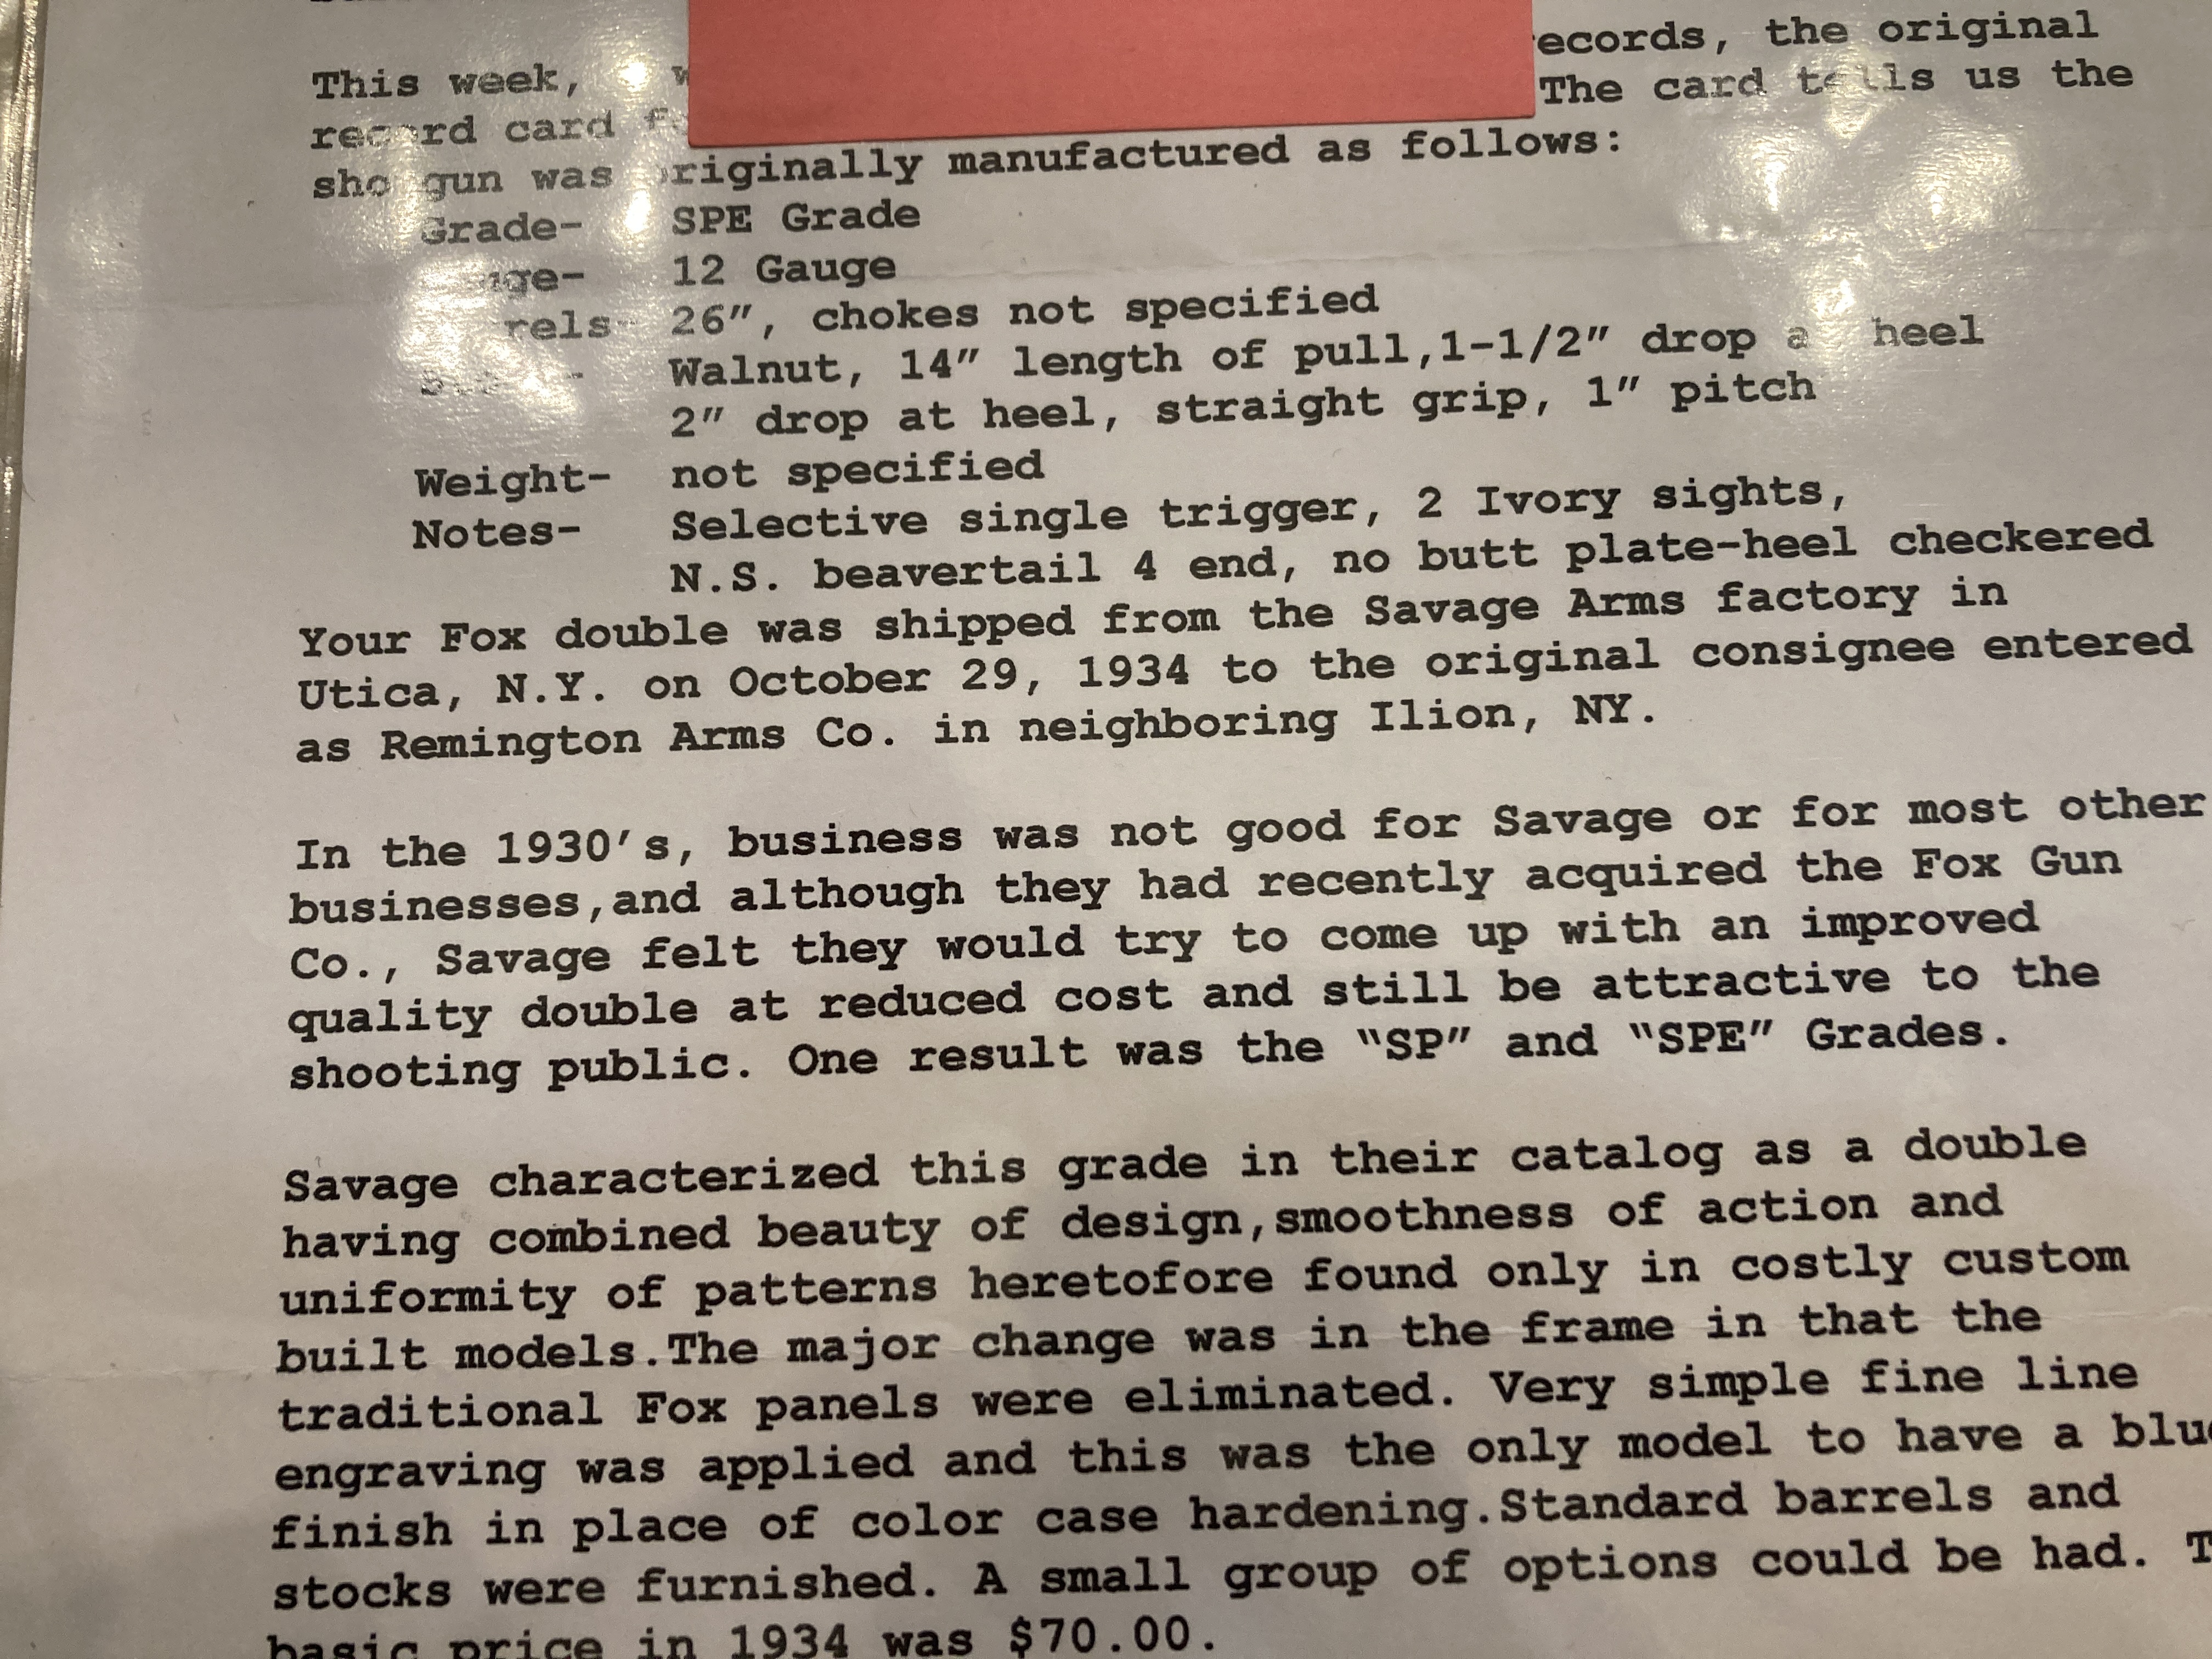 This week,
ecords, the original
record card
The card tells us the
shotgun was originally manufactured as follows:
Grade- SPE Grade
12 Gauge
26", chokes not specified
Walnut, 14" length of pull,1-1/2" drop heel
2" drop at heel, straight grip, 1" pitch
Weight- not specified
Notes- Selective single trigger, 2 Ivory sights,
N.S. beavertail 4 end, no butt plate-heel checkered
Your Fox double was shipped from the Savage Arms factory in
Utica, N.Y. on October 29, 1934 to the original consignee entered
as Remington Arms Co. in neighboring Ilion, NY.
In the 1930's, business was not good for Savage or for most other
businesses,and although they had recently acquired the Fox Gun
Co., Savage felt they would try to come up with an improved
quality double at reduced cost and still be attractive to the
shooting public. One result was the "SP" and "SPE" Grades.
Savage characterized this grade in their catalog as a double
having combined beauty of design,smoothness of action and
uniformity of patterns heretofore found only in costly custom
built models.The major change was in the frame in that the
traditional Fox panels were eliminated. Very simple fine line
engraving was applied and this was the only model to have a blue
finish in place of color case hardening.Standard barrels and
stocks were furnished. A small group of options could be had.
basic price in 1934 was $70.00.